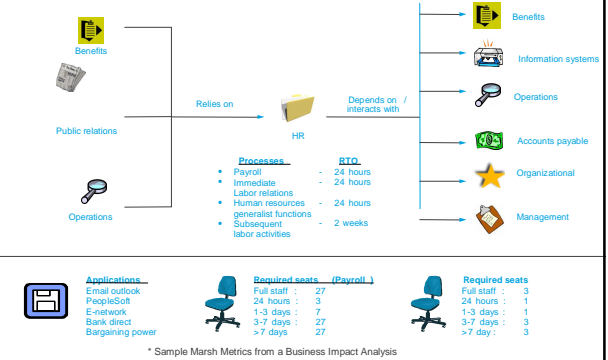 Benefits
Public relations
Operations
Relies on
HR
Depends on /
interacts with
Benefits
Information systems
Operations
Accounts payable
Organizational
Management
Processes RTO
• Payroll - 24 hours
• Immediate - 24 hours
Labor relations
• Human resources - 24 hours
generalist functions
• Subsequent - 2 weeks
labor activities
Applications
Email outlook
PeopleSoft
E-network
Bank direct
Bargaining power
Required seats (Payroll )
Full staff : 27
24 hours : 3
1-3 days : 7
3-7 days : 27
>7 days 27
Required seats
Full staff : 3
24 hours : 1
1-3 days : 1
3-7 days : 3
>7 day : 3
* Sample Marsh Metrics from a Business Impact Analysis